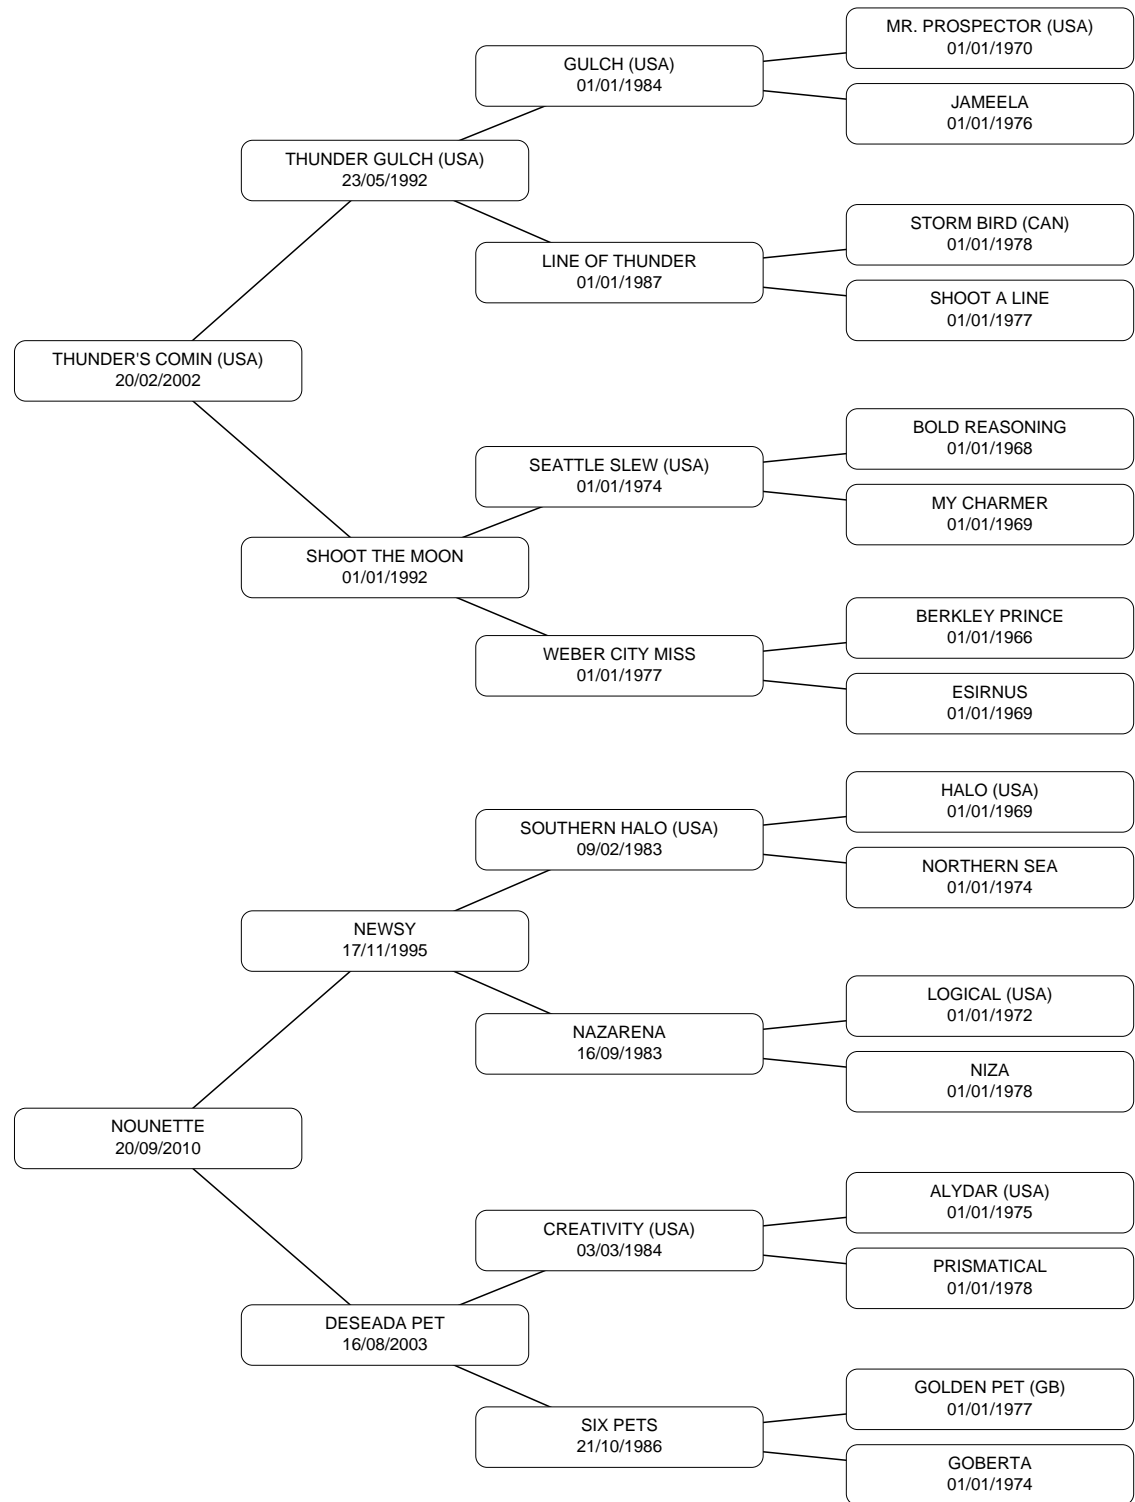 MR. PROSPECTOR (USA)
01/01/1970
GULCH (USA)
01/01/1984
JAMEELA
01/01/1976
THUNDER GULCH (USA)
23/05/1992
STORM BIRD (CAN)
01/01/1978
LINE OF THUNDER
01/01/1987
SHOOT A LINE
01/01/1977
THUNDER'S COMIN (USA)
20/02/2002
BOLD REASONING
01/01/1968
SEATTLE SLEW (USA)
01/01/1974
MY CHARMER
01/01/1969
SHOOT THE MOON
01/01/1992
BERKLEY PRINCE
01/01/1966
WEBER CITY MISS
01/01/1977
ESIRNUS
01/01/1969
HALO (USA)
01/01/1969
SOUTHERN HALO (USA)
09/02/1983
NORTHERN SEA
01/01/1974
NEWSY
17/11/1995
LOGICAL (USA)
01/01/1972
NAZARENA
16/09/1983
NIZA
01/01/1978
NOUNETTE
20/09/2010
ALYDAR (USA)
01/01/1975
CREATIVITY (USA)
03/03/1984
PRISMATICAL
01/01/1978
DESEADA PET
16/08/2003
GOLDEN PET (GB)
01/01/1977
SIX PETS
21/10/1986
GOBERTA
01/01/1974